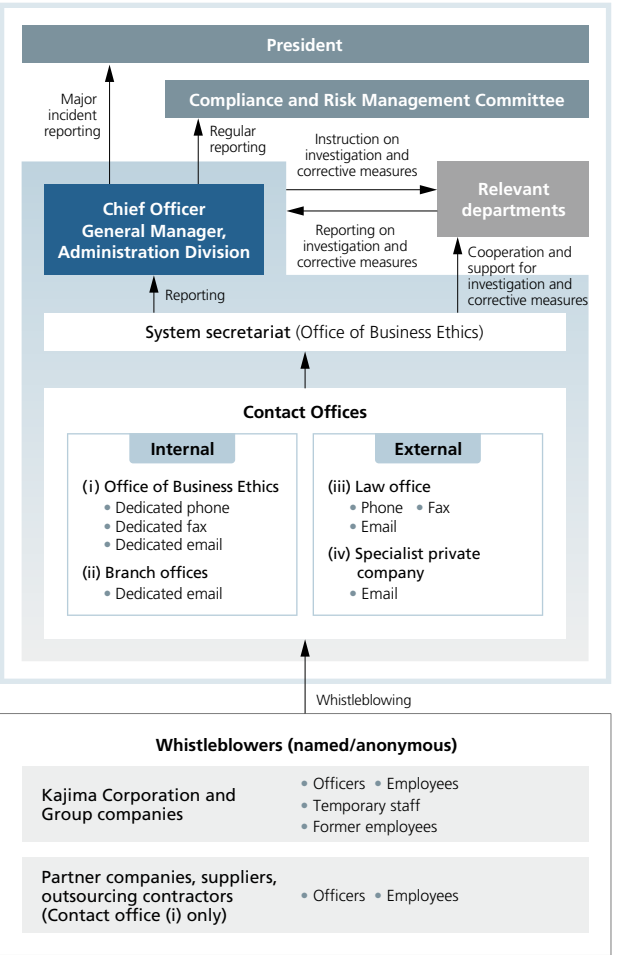 President
Major
incident
reporting
Compliance and Risk Management Committee
Regular
reporting
Instruction on
investigation and
corrective measures
Chief Officer
General Manager,
Administration Division
Relevant
departments
Reporting on
investigation and
corrective measures
Cooperation and
support for
investigation and
corrective measures
Reporting
System secretariat (Office of Business Ethics)
Contact Offices
Internal
(i) Office of Business Ethics
• Dedicated phone
• Dedicated fax
• Dedicated email
(ii) Branch offices
• Dedicated email
External
(iii) Law office
• Phone • Fax
• Email
(iv) Specialist private
company
• Email
Whistleblowing
Whistleblowers (named/anonymous)
Kajima Corporation and
Group companies
• Officers • Employees
• Temporary staff
• Former employees
Partner companies, suppliers,
outsourcing contractors
(Contact office (i) only)
• Officers • Employees